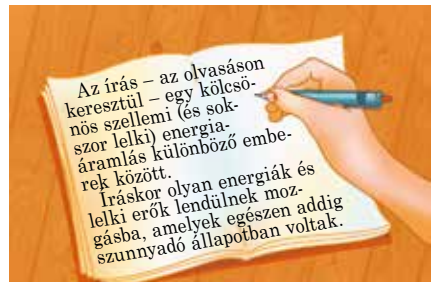 Az írás – az olvasáson
keresztül – egy kölcsö-
nös szellemi (és sok-
szor lelki) energia-
áramlás különböző embe-
rek között.
Íráskor olyan energiák és
lelki erők lendülnek moz-
gásba, amelyek egészen addig
szunnyadó állapotban voltak.